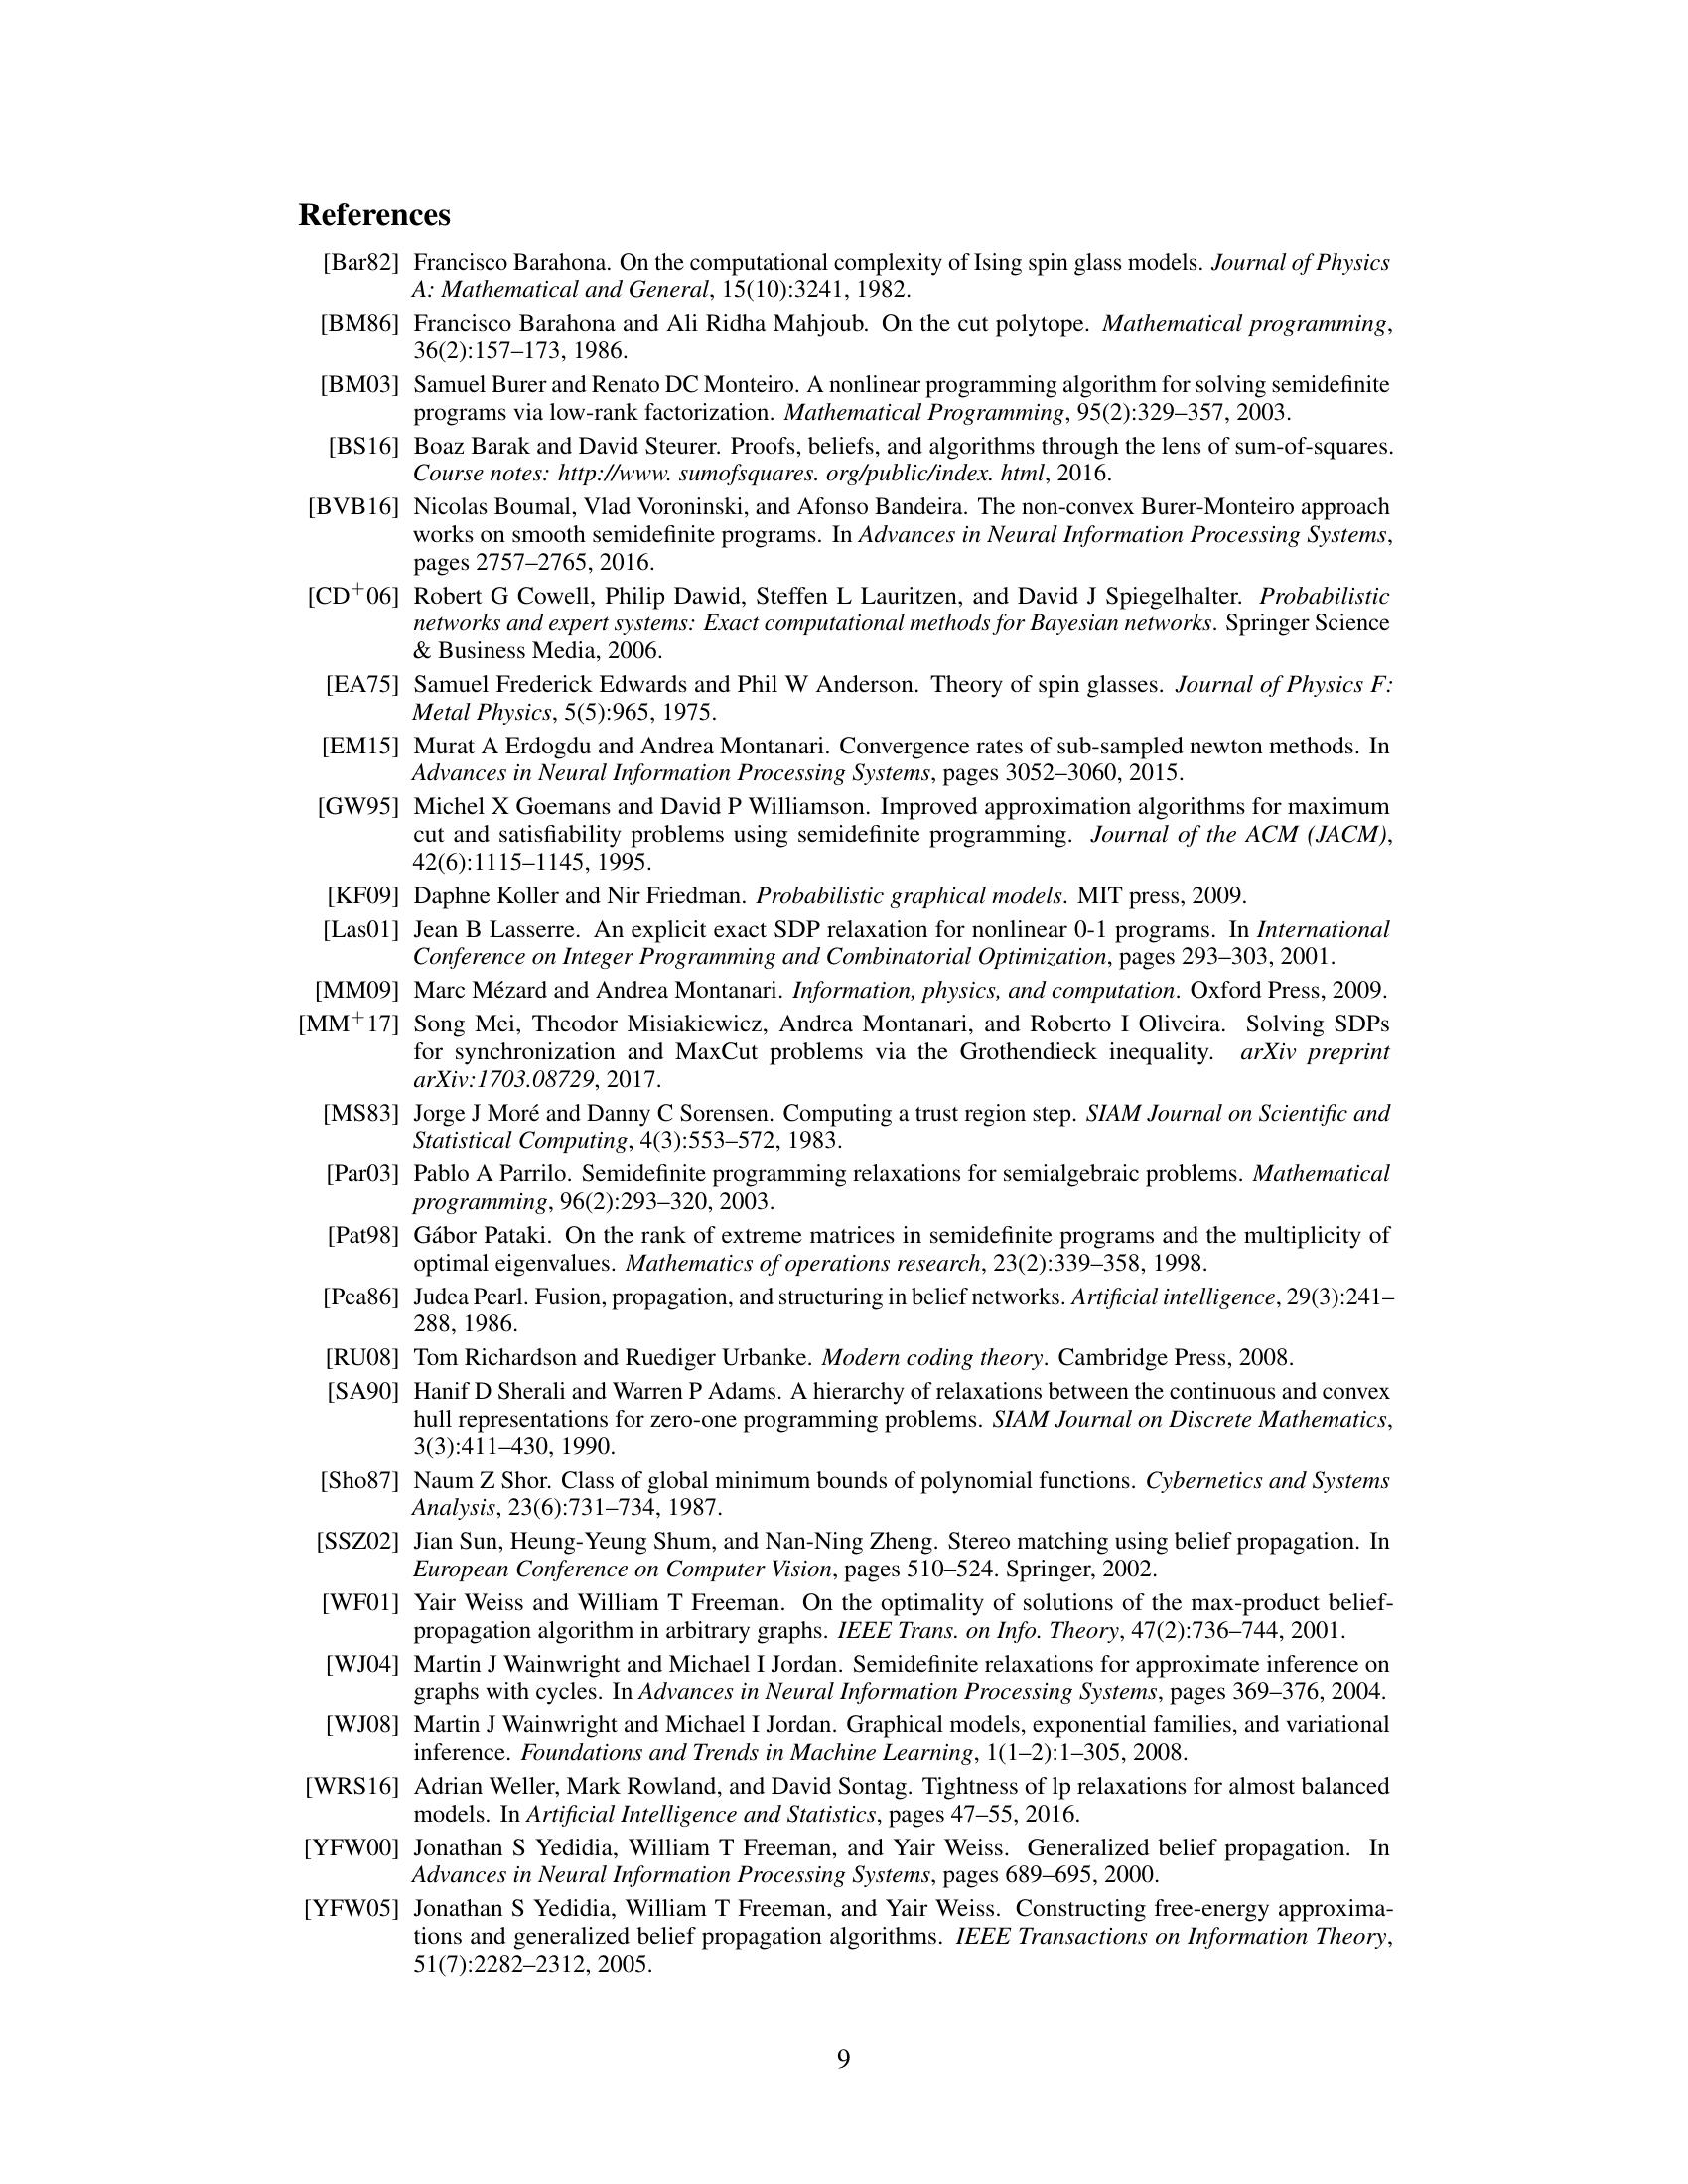 References
[Bar82] Francisco Barahona. On the computational complexity of Ising spin glass models. Journal of Physics
A: Mathematical and General, 15(10):3241, 1982.
[BM86] Francisco Barahona and Ali Ridha Mahjoub. On the cut polytope. Mathematical programming,
36(2):157–173, 1986.
[BM03] Samuel Burer and Renato DC Monteiro. A nonlinear programming algorithm for solving semidefinite
programs via low-rank factorization. Mathematical Programming, 95(2):329–357, 2003.
[BS16] Boaz Barak and David Steurer. Proofs, beliefs, and algorithms through the lens of sum-of-squares.
Course notes: http://www. sumofsquares. org/public/index. html, 2016.
[BVB16] Nicolas Boumal, Vlad Voroninski, and Afonso Bandeira. The non-convex Burer-Monteiro approach
works on smooth semidefinite programs. In Advances in Neural Information Processing Systems,
pages 2757–2765, 2016.
[CD+06] Robert G Cowell, Philip Dawid, Steffen L Lauritzen, and David J Spiegelhalter. Probabilistic
networks and expert systems: Exact computational methods for Bayesian networks. Springer Science
& Business Media, 2006.
[EA75] Samuel Frederick Edwards and Phil W Anderson. Theory of spin glasses. Journal of Physics F:
Metal Physics, 5(5):965, 1975.
[EM15] Murat A Erdogdu and Andrea Montanari. Convergence rates of sub-sampled newton methods. In
Advances in Neural Information Processing Systems, pages 3052–3060, 2015.
[GW95] Michel X Goemans and David P Williamson. Improved approximation algorithms for maximum
cut and satisfiability problems using semidefinite programming. Journal of the ACM (JACM),
42(6):1115–1145, 1995.
[KF09] Daphne Koller and Nir Friedman. Probabilistic graphical models. MIT press, 2009.
[Las01] Jean B Lasserre. An explicit exact SDP relaxation for nonlinear 0-1 programs. In International
Conference on Integer Programming and Combinatorial Optimization, pages 293–303, 2001.
[MM09] Marc Mézard and Andrea Montanari. Information, physics, and computation. Oxford Press, 2009.
[MM+17] Song Mei, Theodor Misiakiewicz, Andrea Montanari, and Roberto I Oliveira. Solving SDPs
for synchronization and MaxCut problems via the Grothendieck inequality. arXiv preprint
arXiv:1703.08729, 2017.
[MS83] Jorge J Moré and Danny C Sorensen. Computing a trust region step. SIAM Journal on Scientific and
Statistical Computing, 4(3):553–572, 1983.
[Par03] Pablo A Parrilo. Semidefinite programming relaxations for semialgebraic problems. Mathematical
programming, 96(2):293–320, 2003.
[Pat98] Gábor Pataki. On the rank of extreme matrices in semidefinite programs and the multiplicity of
optimal eigenvalues. Mathematics of operations research, 23(2):339–358, 1998.
[Pea86] Judea Pearl. Fusion, propagation, and structuring in belief networks. Artificial intelligence, 29(3):241–
288, 1986.
[RU08] Tom Richardson and Ruediger Urbanke. Modern coding theory. Cambridge Press, 2008.
[SA90] Hanif D Sherali and Warren P Adams. A hierarchy of relaxations between the continuous and convex
hull representations for zero-one programming problems. SIAM Journal on Discrete Mathematics,
3(3):411–430, 1990.
[Sho87] Naum Z Shor. Class of global minimum bounds of polynomial functions. Cybernetics and Systems
Analysis, 23(6):731–734, 1987.
[SSZ02] Jian Sun, Heung-Yeung Shum, and Nan-Ning Zheng. Stereo matching using belief propagation. In
European Conference on Computer Vision, pages 510–524. Springer, 2002.
[WF01] Yair Weiss and William T Freeman. On the optimality of solutions of the max-product belief-
propagation algorithm in arbitrary graphs. IEEE Trans. on Info. Theory, 47(2):736–744, 2001.
[WJ04] Martin J Wainwright and Michael I Jordan. Semidefinite relaxations for approximate inference on
graphs with cycles. In Advances in Neural Information Processing Systems, pages 369–376, 2004.
[WJ08] Martin J Wainwright and Michael I Jordan. Graphical models, exponential families, and variational
inference. Foundations and Trends in Machine Learning, 1(1–2):1–305, 2008.
[WRS16] Adrian Weller, Mark Rowland, and David Sontag. Tightness of lp relaxations for almost balanced
models. In Artificial Intelligence and Statistics, pages 47–55, 2016.
[YFW00] Jonathan S Yedidia, William T Freeman, and Yair Weiss. Generalized belief propagation. In
Advances in Neural Information Processing Systems, pages 689–695, 2000.
[YFW05] Jonathan S Yedidia, William T Freeman, and Yair Weiss. Constructing free-energy approxima-
tions and generalized belief propagation algorithms. IEEE Transactions on Information Theory,
51(7):2282–2312, 2005.
9